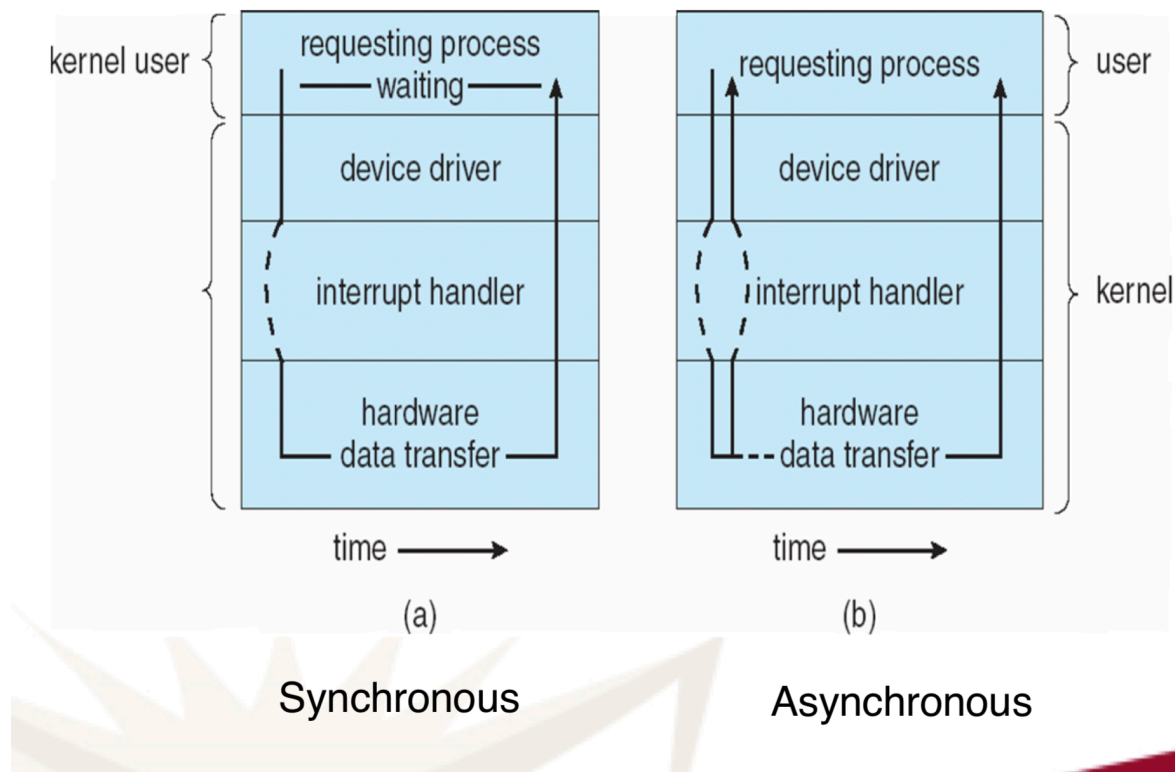 kernel user
requesting process
waiting
device driver
interrupt handler
hardware
data transfer
time
(a)
requesting process
user
device driver
interrupt handler
kernel
hardware
data transfer
time
(b)
Synchronous
Asynchronous